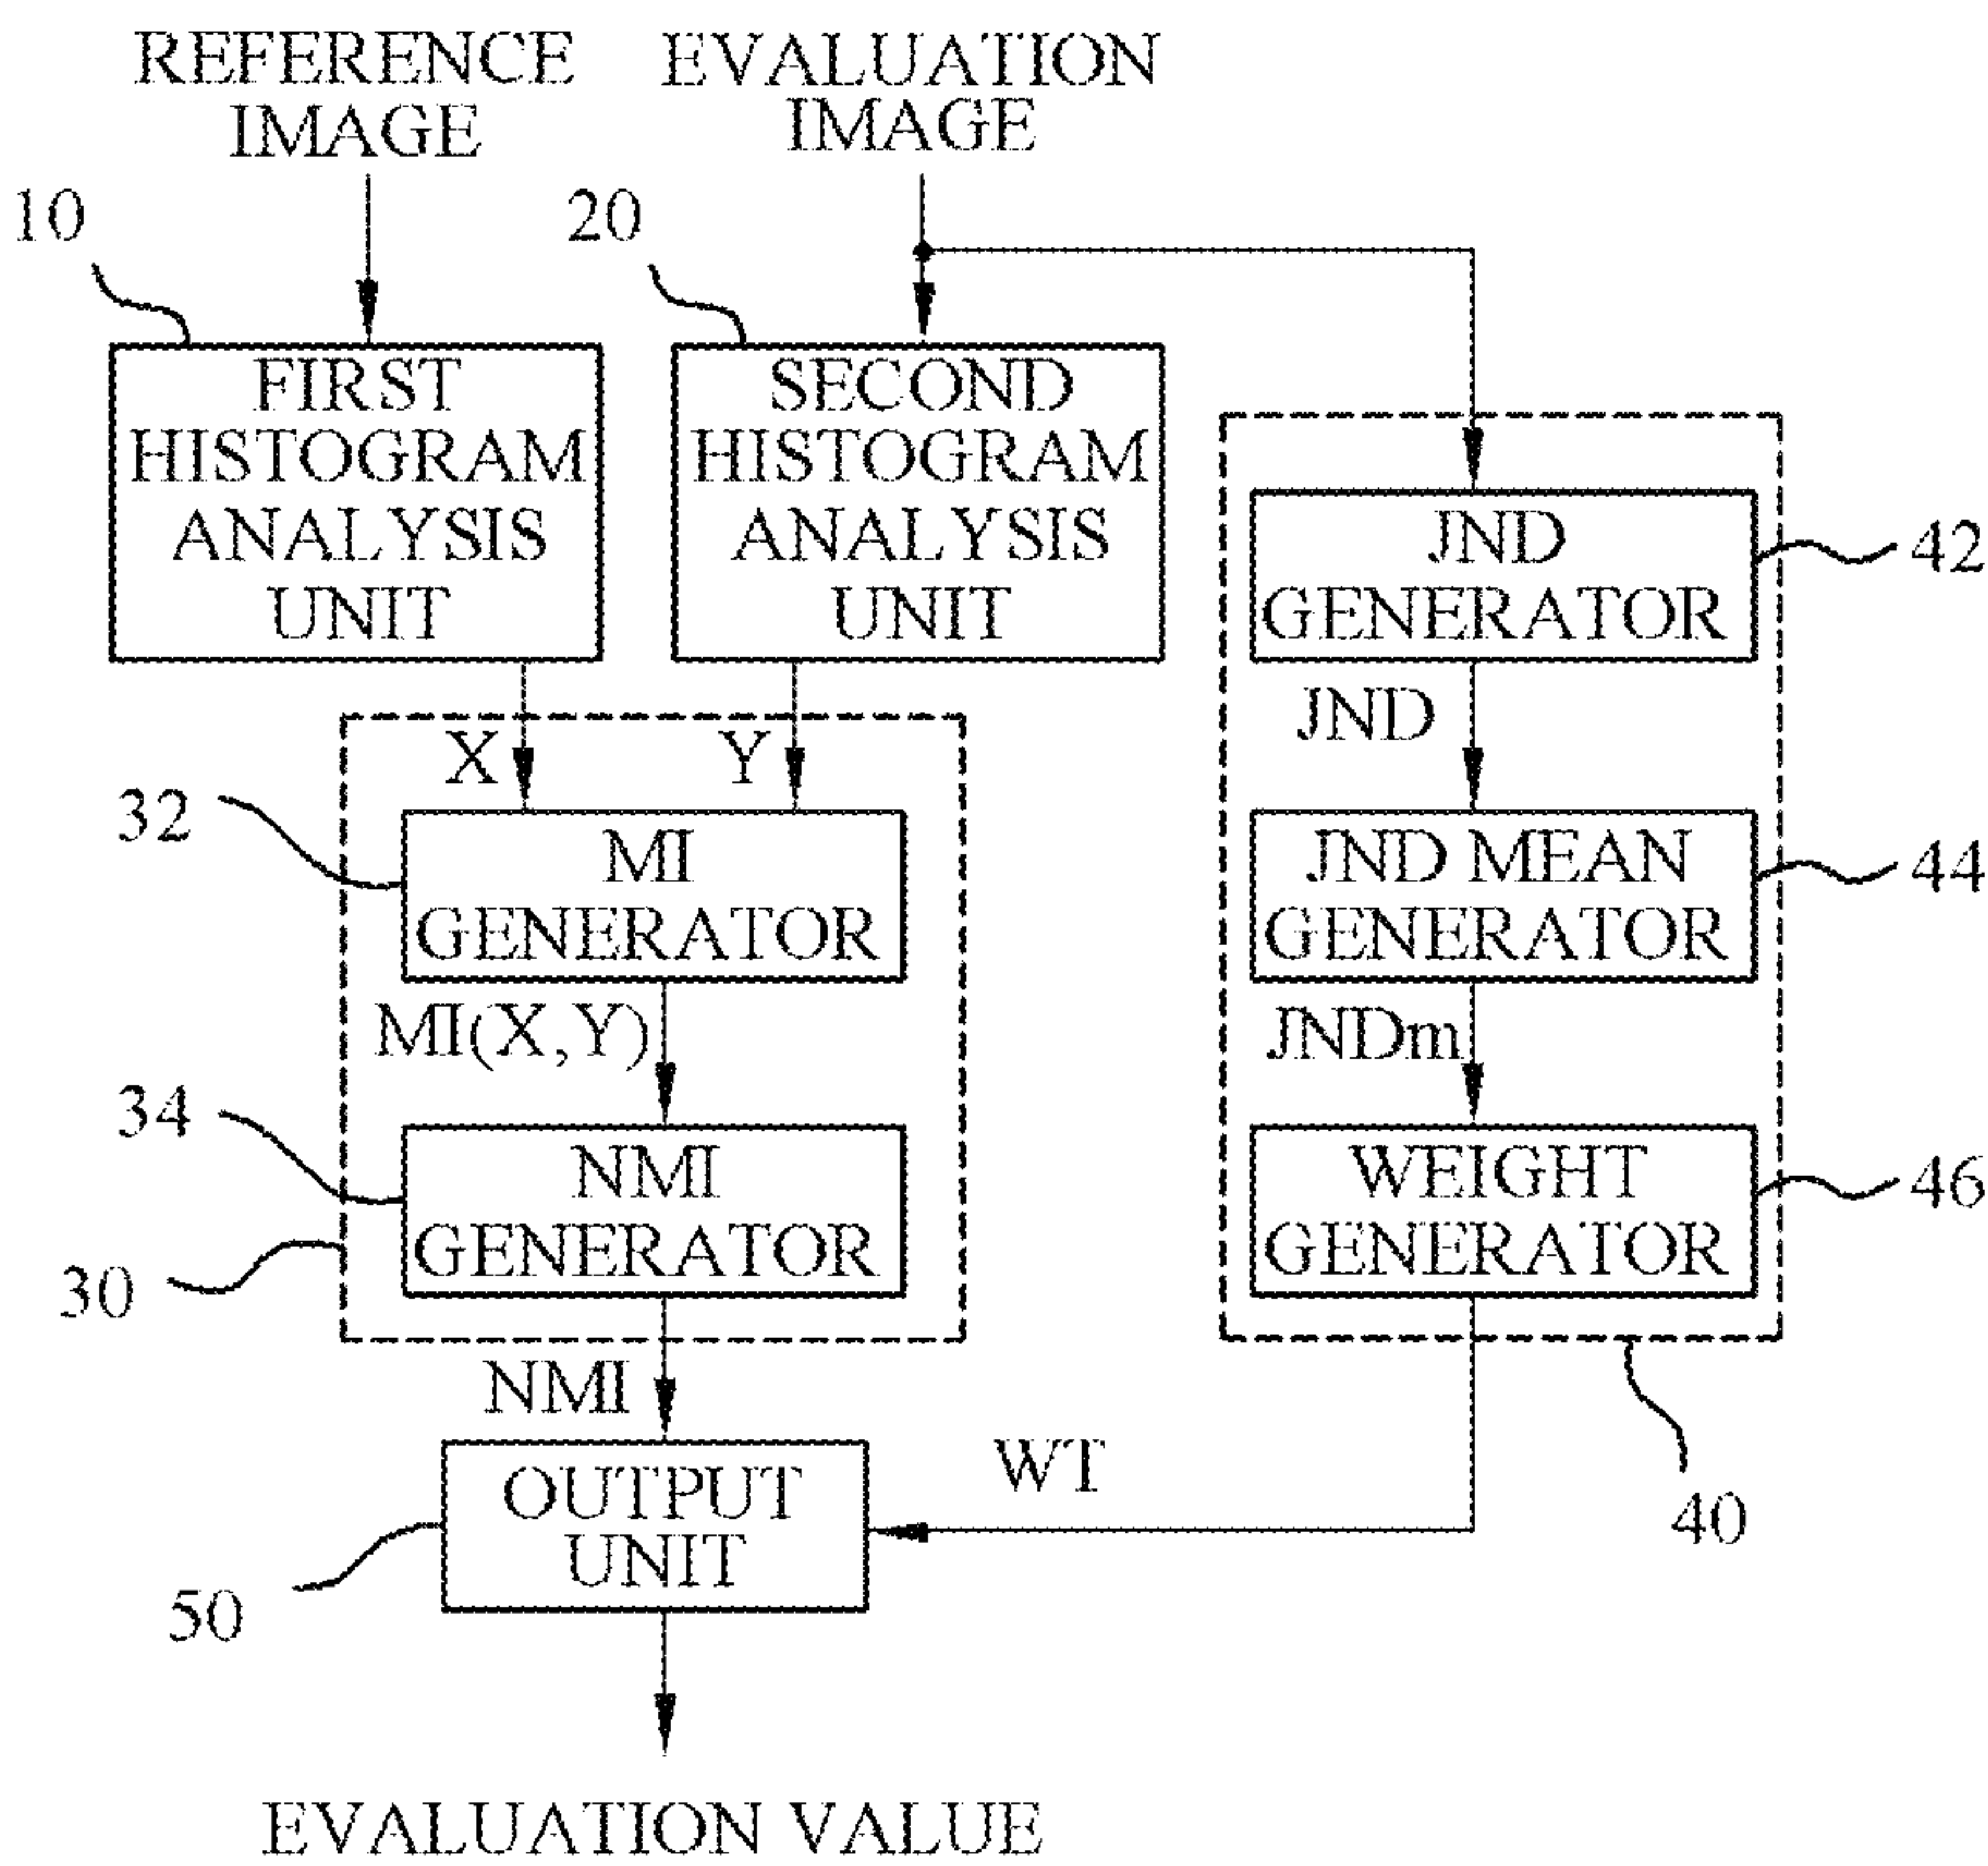 REFERENCE
IMAGE
EVALUATION
IMAGE
10
20
FIRST
HISTOGRAM
ANALYSIS
UNIT
SECOND
HISTOGRAM
ANALYSIS
UNIT
JND
GENERATOR
42
JND
X
Y
32
MI
GENERATOR
JND MEAN
GENERATOR
44
MI(X,Y)
JNDm
34
NMI
GENERATOR
WEIGHT
GENERATOR
46
30
NMI
OUTPUT
UNIT
WT
40
50
EVALUATION VALUE